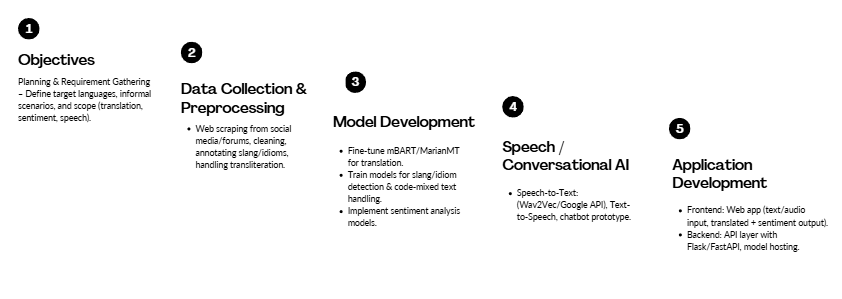 1
Objectives
Planning & Requirement Gathering
– Define target languages, informal
scenarios, and scope (translation,
sentiment, speech).
2
Data Collection &
Preprocessing
• Web scraping from social
media/forums, cleaning,
annotating slang/idioms,
handling transliteration.
3
Model Development
• Fine-tune mBART/MarianMT
for translation.
• Train models for slang/idiom
detection & code-mixed text
handling.
• Implement sentiment analysis
models.
4
Speech /
Conversational AI
• Speech-to-Text:
(Wav2Vec/Google API), Text-
to-Speech, chatbot prototype.
5
Application
Development
• Frontend: Web app (text/audio
input, translated + sentiment output).
• Backend: API layer with
Flask/FastAPI, model hosting.